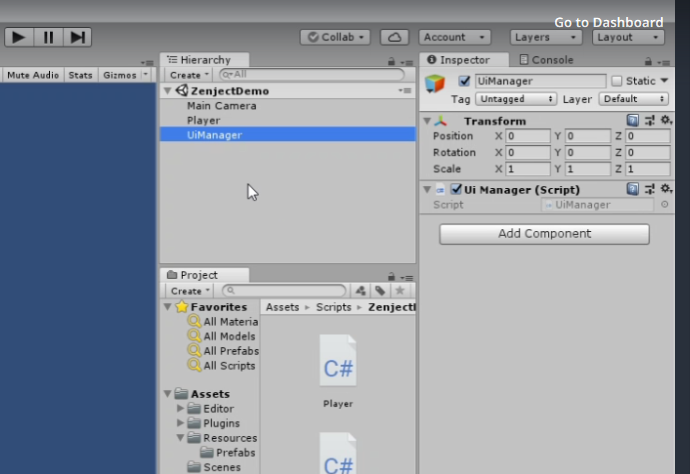 Go to Dashboard
Collab
Account
Layers
Layout
Mute Audio Stats Gizmos
Hierarchy
Create All
ZenjectDemo
Main Camera
Player
UiManager
Inspector Console
UiManager Static
Tag Untagged Layer Default
Transform
Position X 0 Y 0 Z 0
Rotation X 0 Y 0 Z 0
Scale X 1 Y 1 Z 1
Ui Manager (Script)
Script UiManager
Add Component
Project
Create
Favorites
All Materia
All Models
All Prefabs
All Scripts
Assets
Editor
Plugins
Resources
Prefabs
Scenes
Assets Scripts Zenject
C#
Player
C#